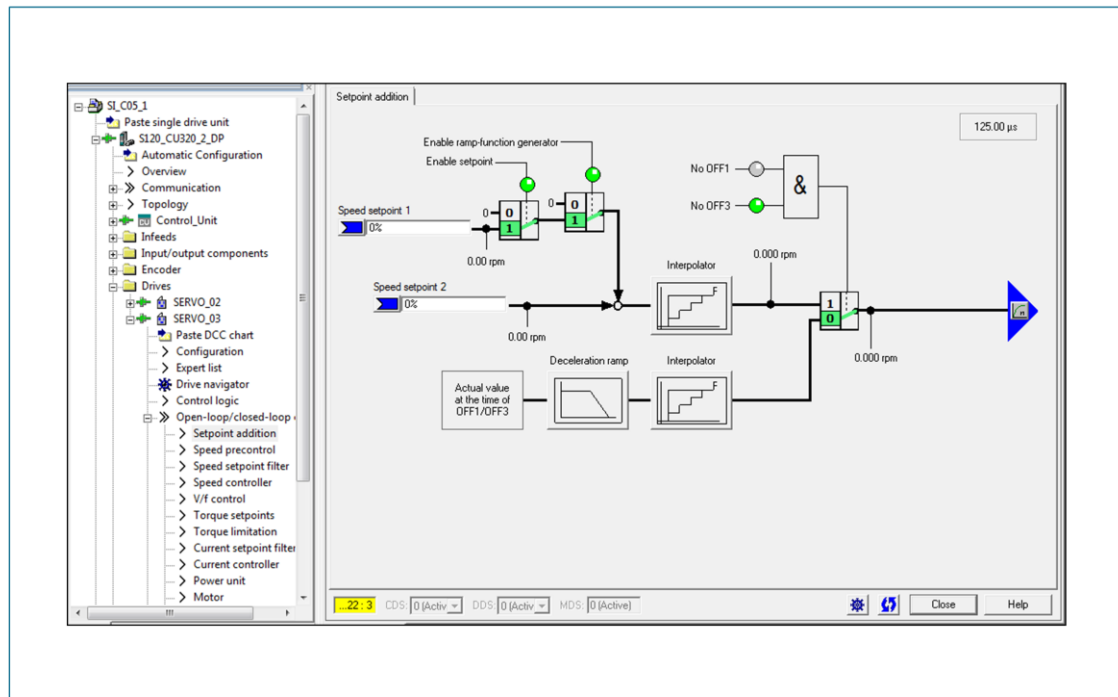 SI_C05_1
Paste single drive unit
S120_CU320_2_DP
Automatic Configuration
Overview
Communication
Topology
Control_Unit
Infeeds
Input/output components
Encoder
Drives
SERVO_02
SERVO_03
Paste DCC chart
Configuration
Expert list
Drive navigator
Control logic
Open-loop/closed-loop
Setpoint addition
Speed precontrol
Speed setpoint filter
Speed controller
V/f control
Torque setpoints
Torque limitation
Current setpoint filter
Current controller
Power unit
Motor
Setpoint addition
125.00 µs
Enable ramp-function generator
Enable setpoint
No OFF1
No OFF3
&
Speed setpoint 1
0%
0
0
1
0
0
1
0.00 rpm
Speed setpoint 2
0%
0.00 rpm
Interpolator
F
0.000 rpm
1
0
0.000 rpm
Actual value
at the time of
OFF1/OFF3
Deceleration ramp
Interpolator
F
...22 : 3 CDS: 0 (Activ DDS: 0 (Activ MDS: 0 (Active)
Close Help